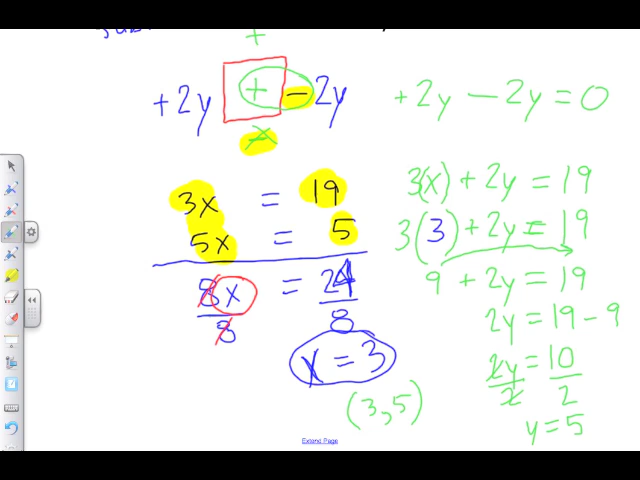 +
+2y + - 2y
+
3x = 19
5x = 5
8x = 24
8 8
x = 3
+2y - 2y = 0
3(x) + 2y = 19
3(3) + 2y = 19
9 + 2y = 19
2y = 19 - 9
2y = 10
2 2
y = 5
(3,5)
Extend Page